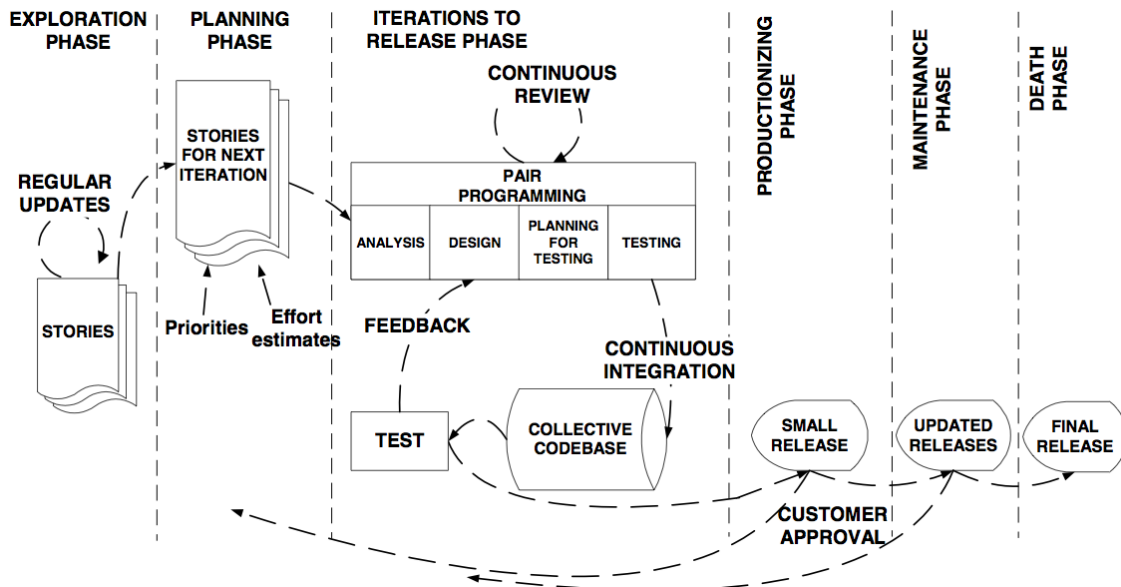 EXPLORATION
PHASE
PLANNING
PHASE
ITERATIONS TO
RELEASE PHASE
PRODUCTIONIZING
PHASE
MAINTENANCE
PHASE
DEATH
PHASE
CONTINUOUS
REVIEW
STORIES
FOR NEXT
ITERATION
REGULAR
UPDATES
PAIR
PROGRAMMING
ANALYSIS
DESIGN
PLANNING
FOR
TESTING
TESTING
STORIES
Priorities
Effort
estimates
FEEDBACK
CONTINUOUS
INTEGRATION
TEST
COLLECTIVE
CODEBASE
SMALL
RELEASE
UPDATED
RELEASES
FINAL
RELEASE
CUSTOMER
APPROVAL